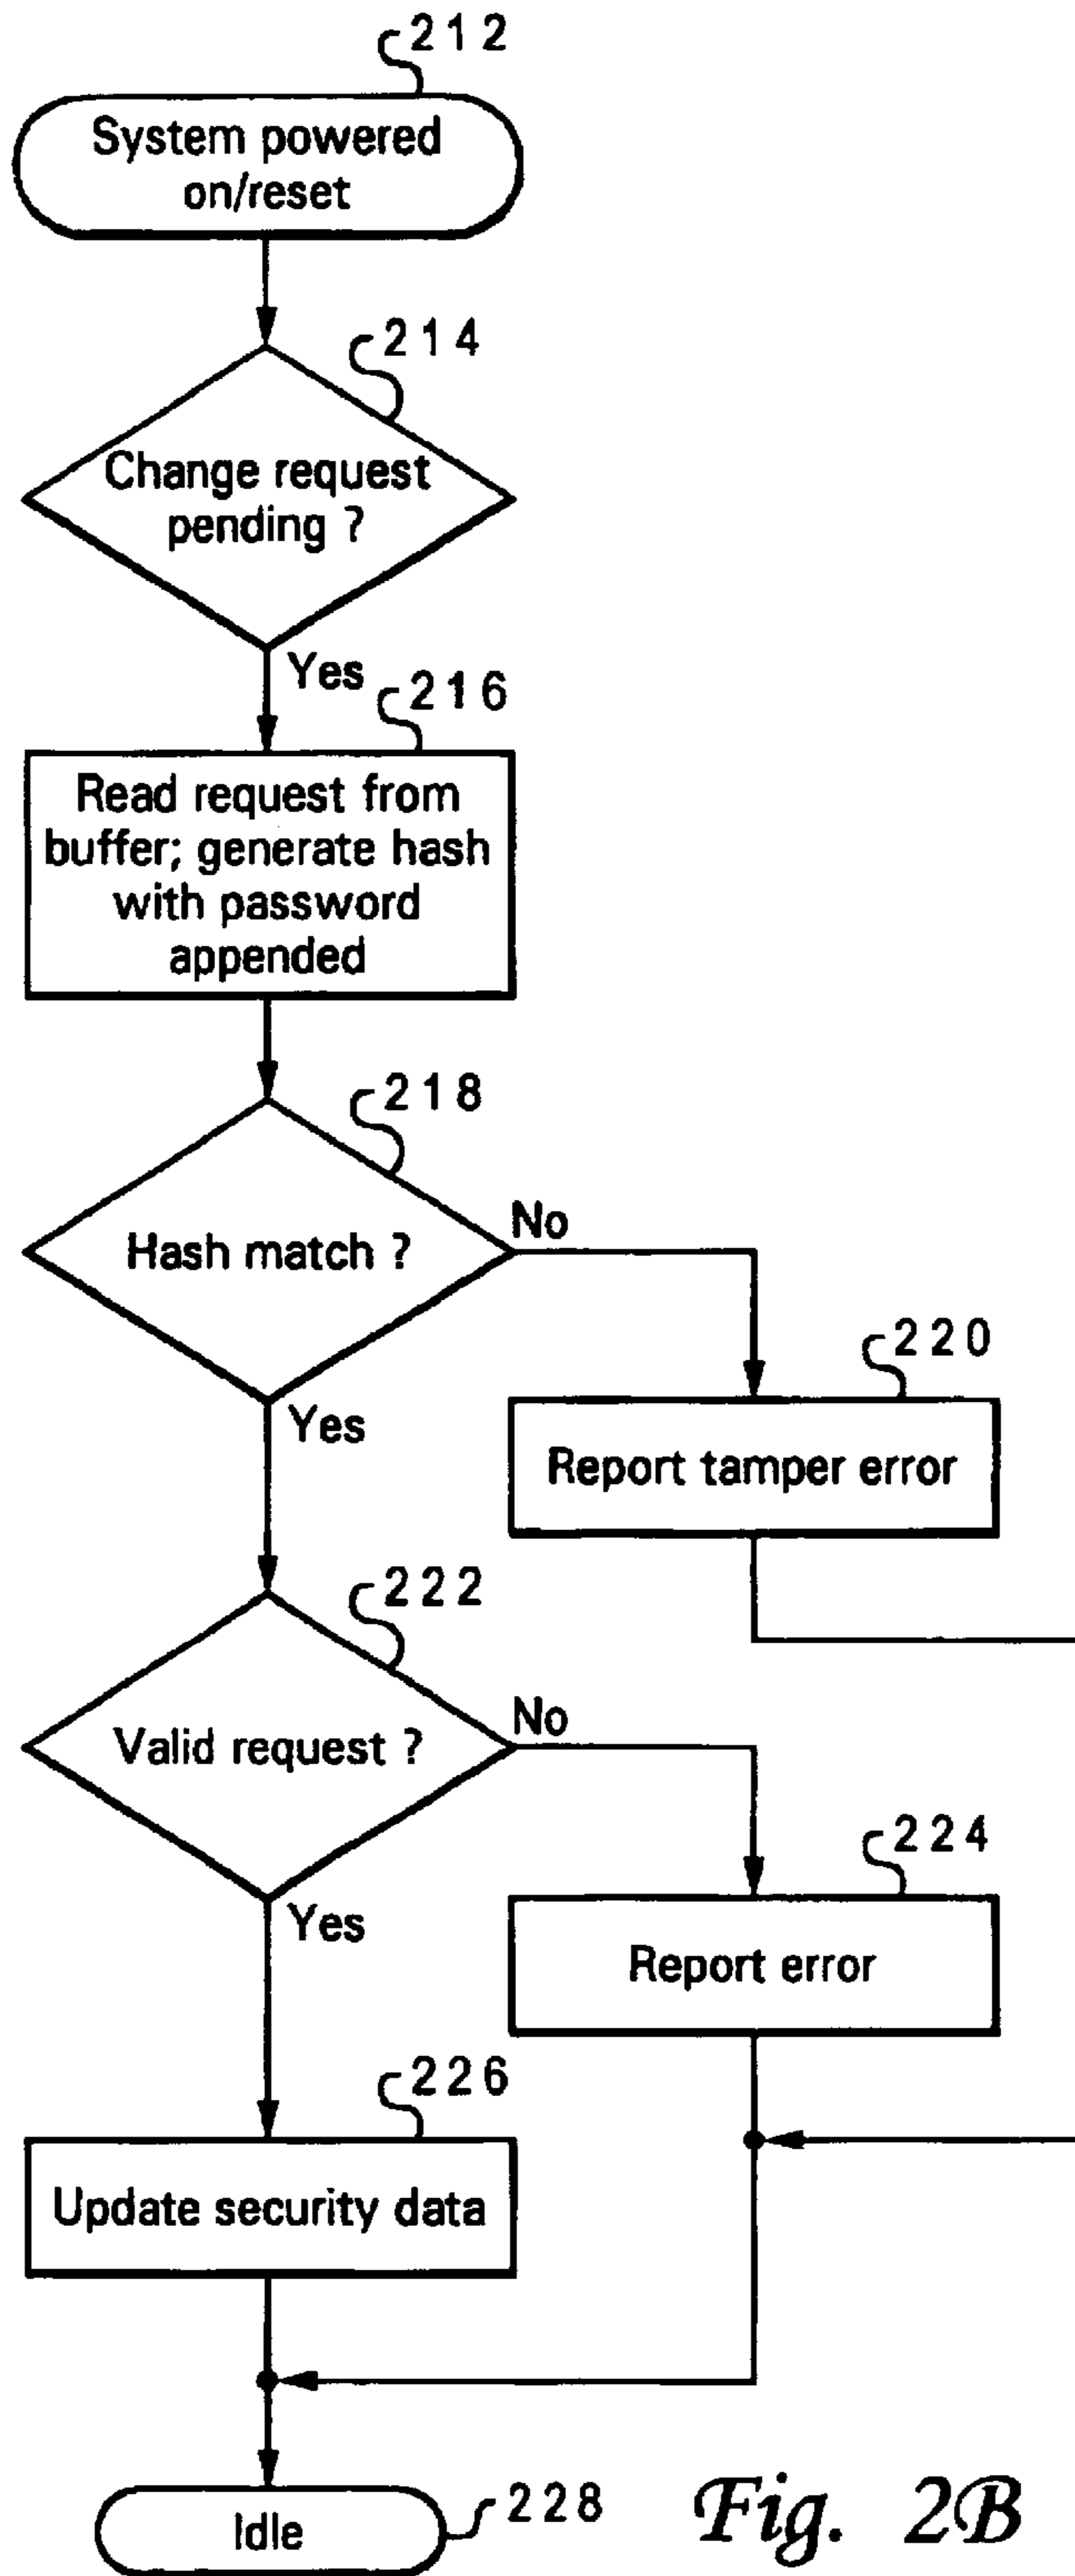 212
System powered
on/reset
214
Change request
pending ?
Yes
216
Read request from
buffer; generate hash
with password
appended
218
Hash match ?
No
Yes
220
Report tamper error
222
Valid request ?
No
Yes
224
Report error
226
Update security data
Idle
228
Fig. 2B